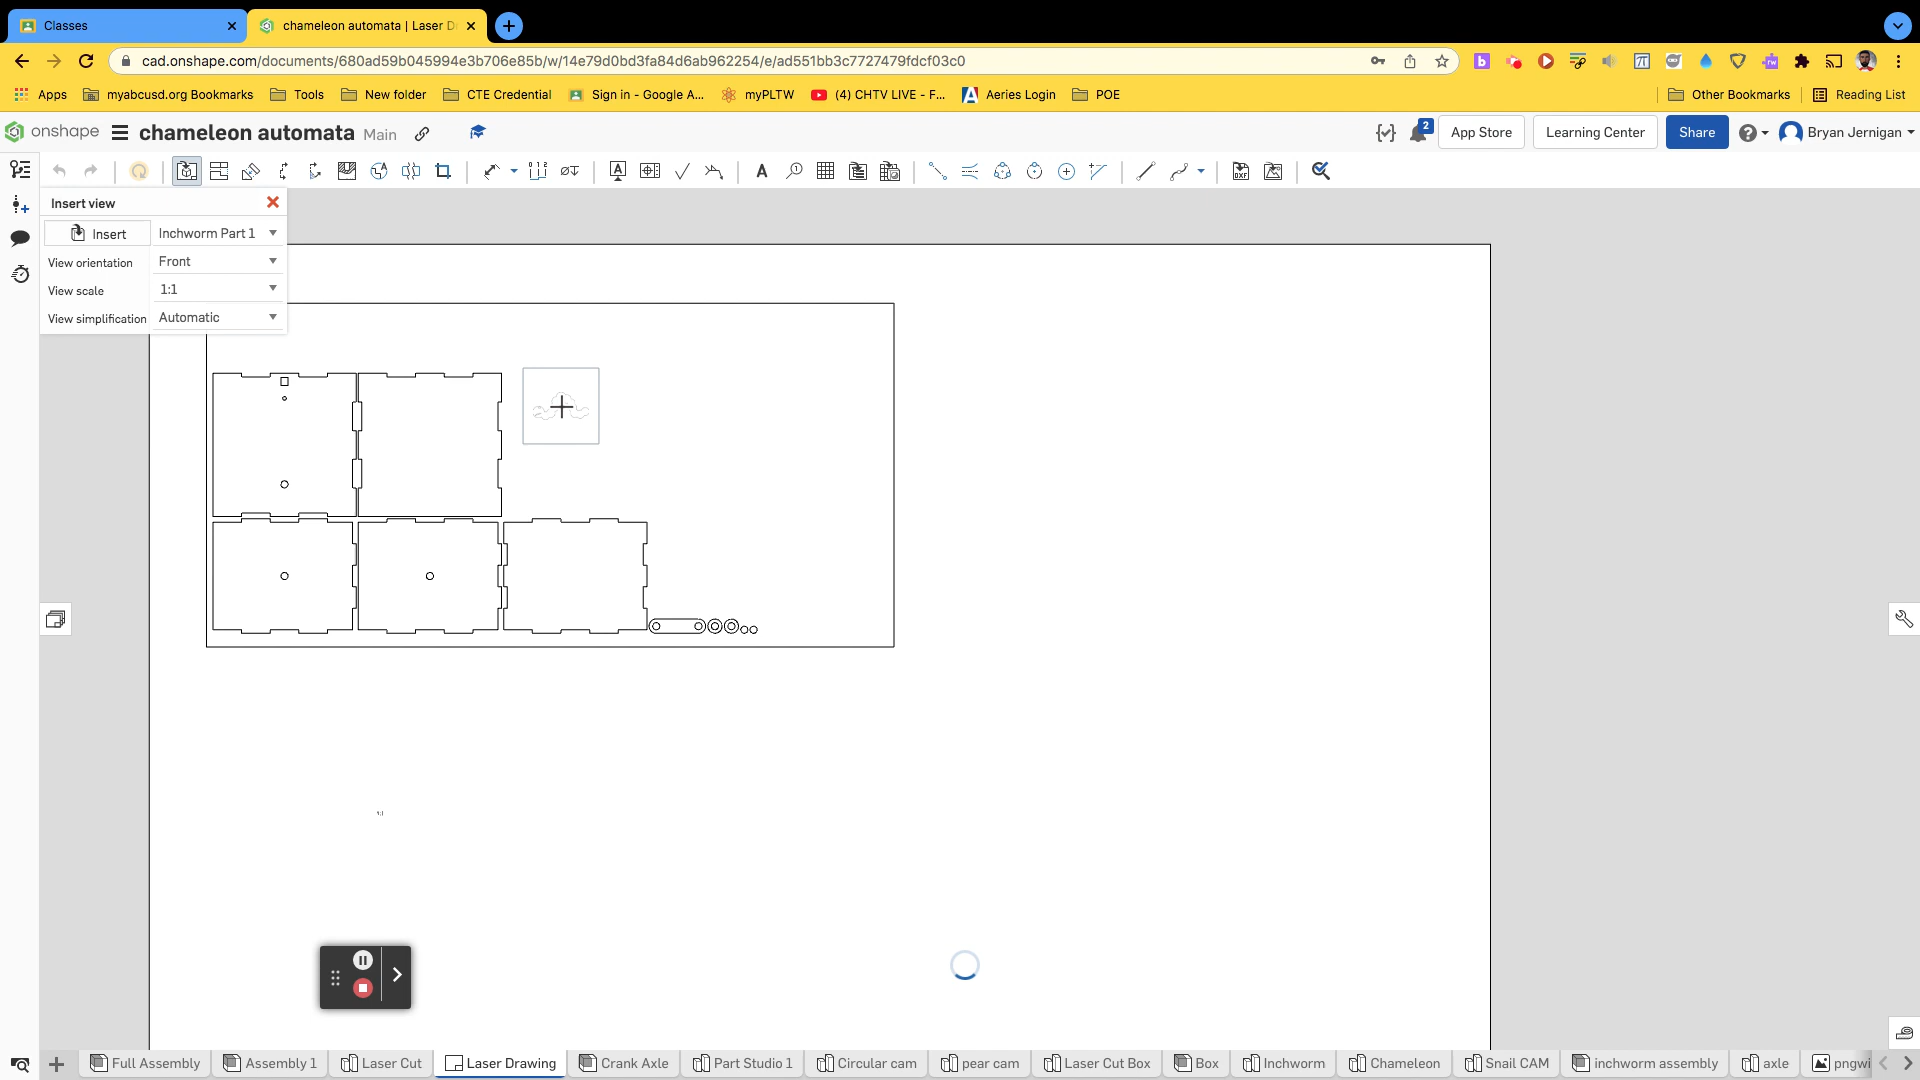 Classes
chameleon automata | Laser D
cad.onshape.com/documents/680ad59b045994e3b706e85b/w/14e79d0bd3fa84d6ab962254/e/ad551bb3c7727479fdcf03c0
Apps
myabcusd.org Bookmarks
Tools
New folder
CTE Credential
Sign in - Google A...
myPLTW
(4) CHTV LIVE - F...
Aeries Login
POE
Other Bookmarks
Reading List
onshape
chameleon automata Main
2
App Store
Learning Center
Share
Bryan Jernigan
Insert view
Insert Inchworm Part 1
View orientation Front
View scale 1:1
View simplification Automatic
Full Assembly
Assembly 1
Laser Cut
Laser Drawing
Crank Axle
Part Studio 1
Circular cam
pear cam
Laser Cut Box
Box
Inchworm
Chameleon
Snail CAM
inchworm assembly
axle
pngwi